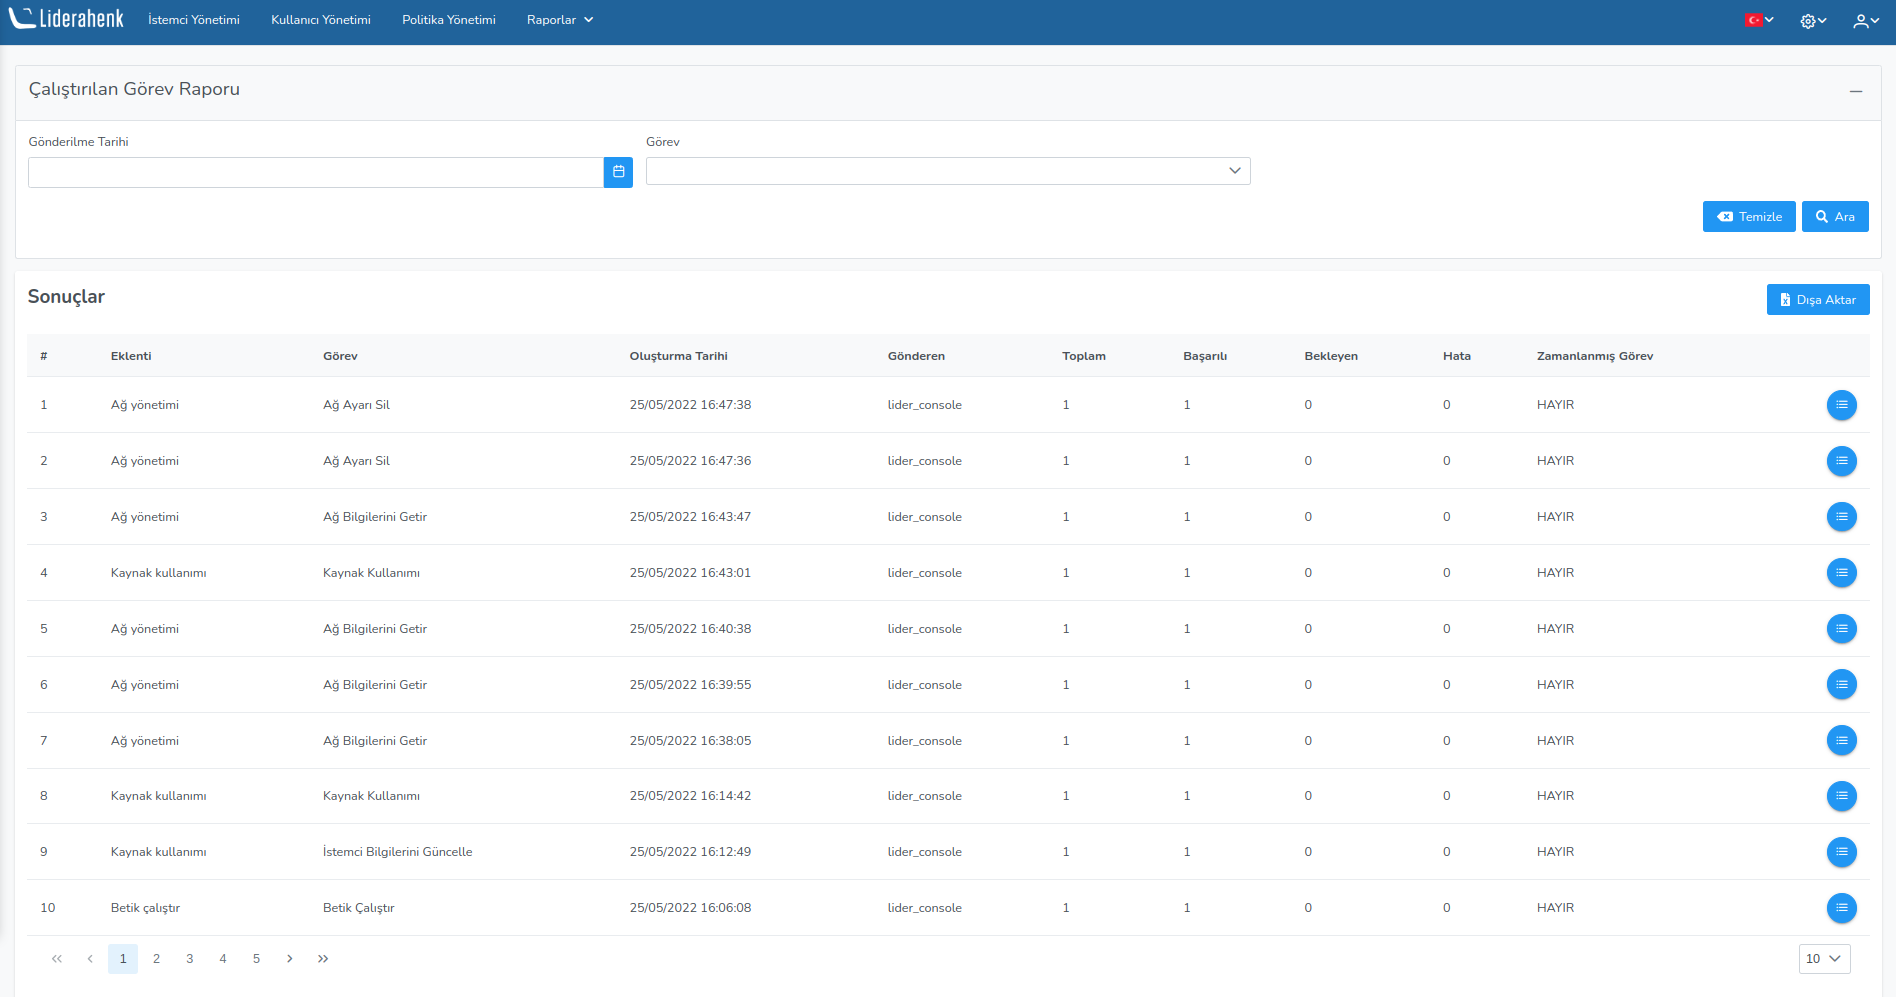 Liderahenk İstemci Yönetimi Kullanıcı Yönetimi Politika Yönetimi Raporlar
Çalıştırılan Görev Raporu
Gönderilme Tarihi Görev
Temizle Ara
Sonuçlar Dışa Aktar
# Eklenti Görev Oluşturma Tarihi Gönderen Toplam Başarılı Bekleyen Hata Zamanlanmış Görev
1 Ağ yönetimi Ağ Ayarı Sil 25/05/2022 16:47:38 lider_console 1 1 0 0 HAYIR
2 Ağ yönetimi Ağ Ayarı Sil 25/05/2022 16:47:36 lider_console 1 1 0 0 HAYIR
3 Ağ yönetimi Ağ Bilgilerini Getir 25/05/2022 16:43:47 lider_console 1 1 0 0 HAYIR
4 Kaynak kullanımı Kaynak Kullanımı 25/05/2022 16:43:01 lider_console 1 1 0 0 HAYIR
5 Ağ yönetimi Ağ Bilgilerini Getir 25/05/2022 16:40:38 lider_console 1 1 0 0 HAYIR
6 Ağ yönetimi Ağ Bilgilerini Getir 25/05/2022 16:39:55 lider_console 1 1 0 0 HAYIR
7 Ağ yönetimi Ağ Bilgilerini Getir 25/05/2022 16:38:05 lider_console 1 1 0 0 HAYIR
8 Kaynak kullanımı Kaynak Kullanımı 25/05/2022 16:14:42 lider_console 1 1 0 0 HAYIR
9 Kaynak kullanımı İstemci Bilgilerini Güncelle 25/05/2022 16:12:49 lider_console 1 1 0 0 HAYIR
10 Betik çalıştır Betik Çalıştır 25/05/2022 16:06:08 lider_console 1 1 0 0 HAYIR
« ‹ 1 2 3 4 5 › » 10